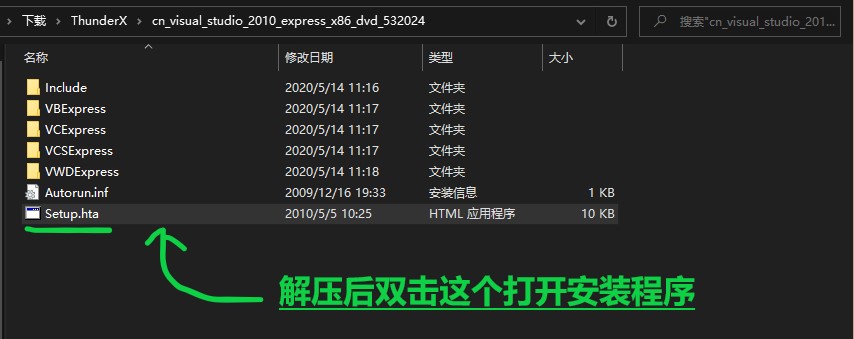 下载 > ThunderX > cn_visual_studio_2010_express_x86_dvd_532024
搜索"cn_visual_studio_201...
名称 修改日期 类型 大小
Include 2020/5/14 11:16 文件夹
VBExpress 2020/5/14 11:17 文件夹
VCExpress 2020/5/14 11:17 文件夹
VCSExpress 2020/5/14 11:17 文件夹
VWDExpress 2020/5/14 11:18 文件夹
Autorun.inf 2009/12/16 19:33 安装信息 1 KB
Setup.hta 2010/5/5 10:25 HTML 应用程序 10 KB
解压后双击这个打开安装程序